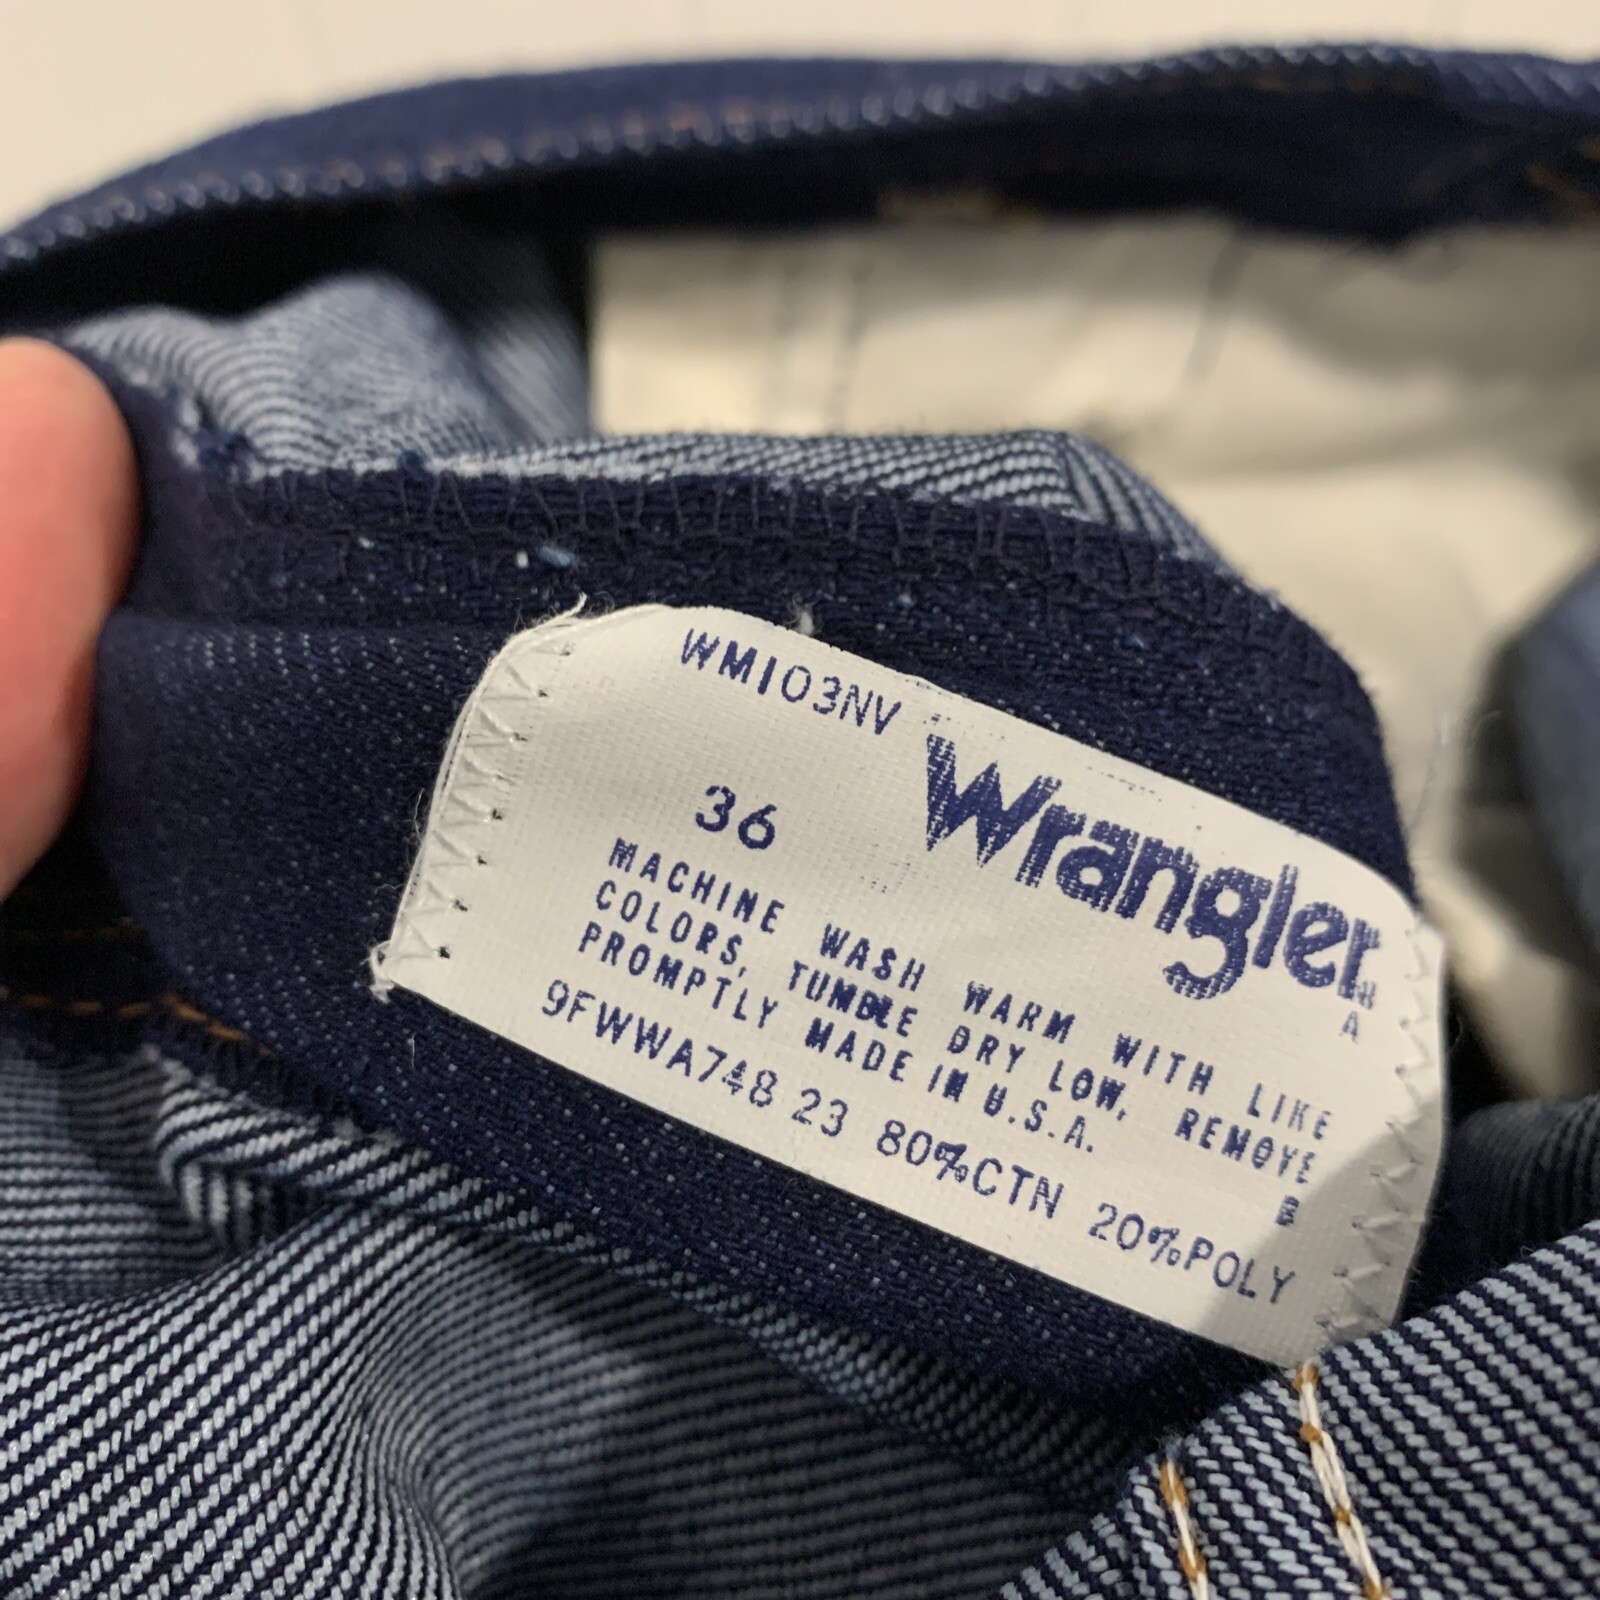 WM103NV
Wrangler
36
A
MACHINE WASH WARM WITH LIKE
COLORS, TUMBLE DRY LOW, REMOVE
PROMPTLY MADE IN U.S.A. B
9FWWA748 23 80%CTN 20%POLY